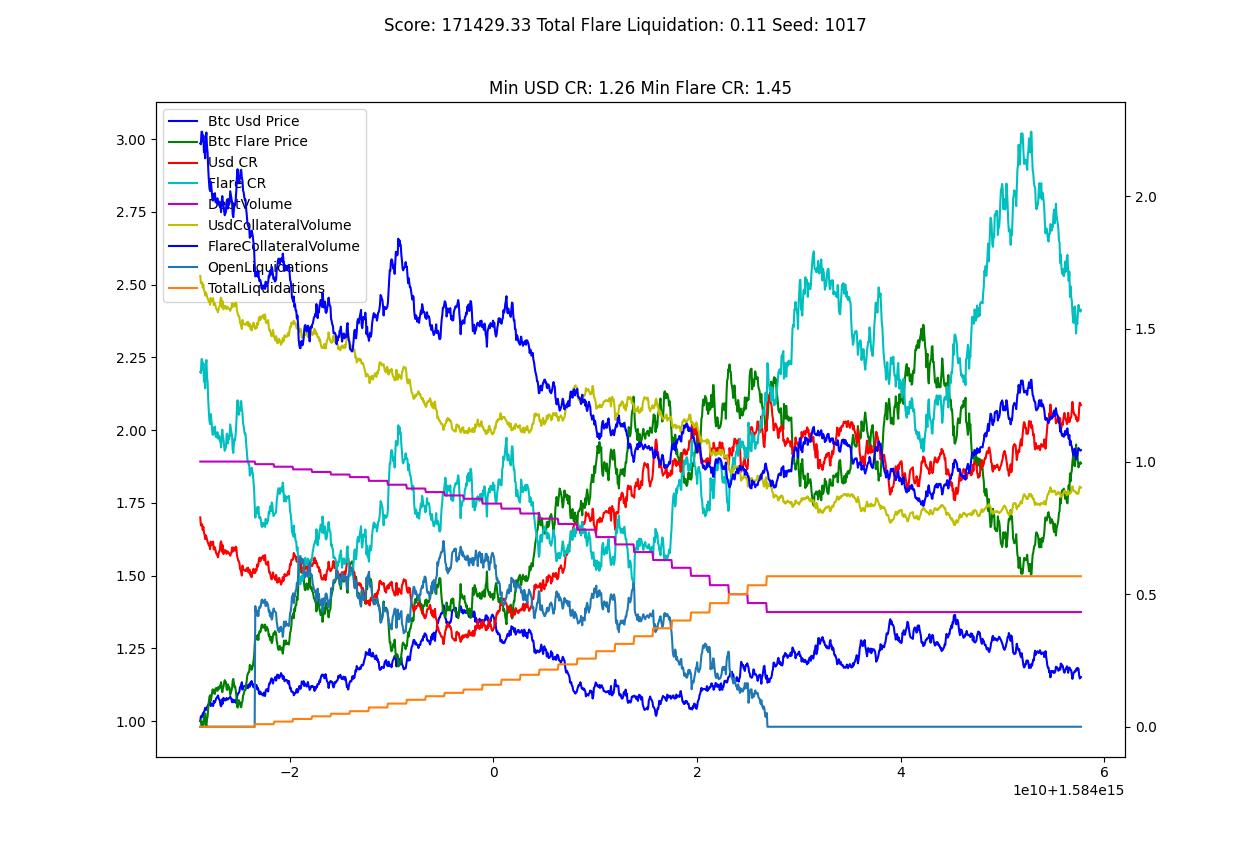 Score: 171429.33 Total Flare Liquidation: 0.11 Seed: 1017
Min USD CR: 1.26 Min Flare CR: 1.45
Btc Usd Price
Btc Flare Price
Usd CR
Flare CR
DebtVolume
UsdCollateralVolume
FlareCollateralVolume
OpenLiquidations
TotalLiquidations
3.00
2.75
2.50
2.25
2.00
1.75
1.50
1.25
1.00
2.0
1.5
1.0
0.5
0.0
−2
0
2
4
6
1e10+1.584e15